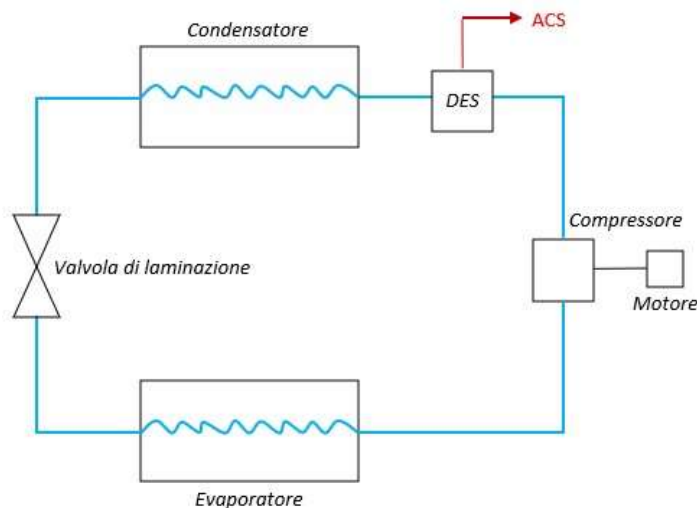 Condensatore
ACS
DES
Compressore
Valvola di laminazione
Motore
Evaporatore